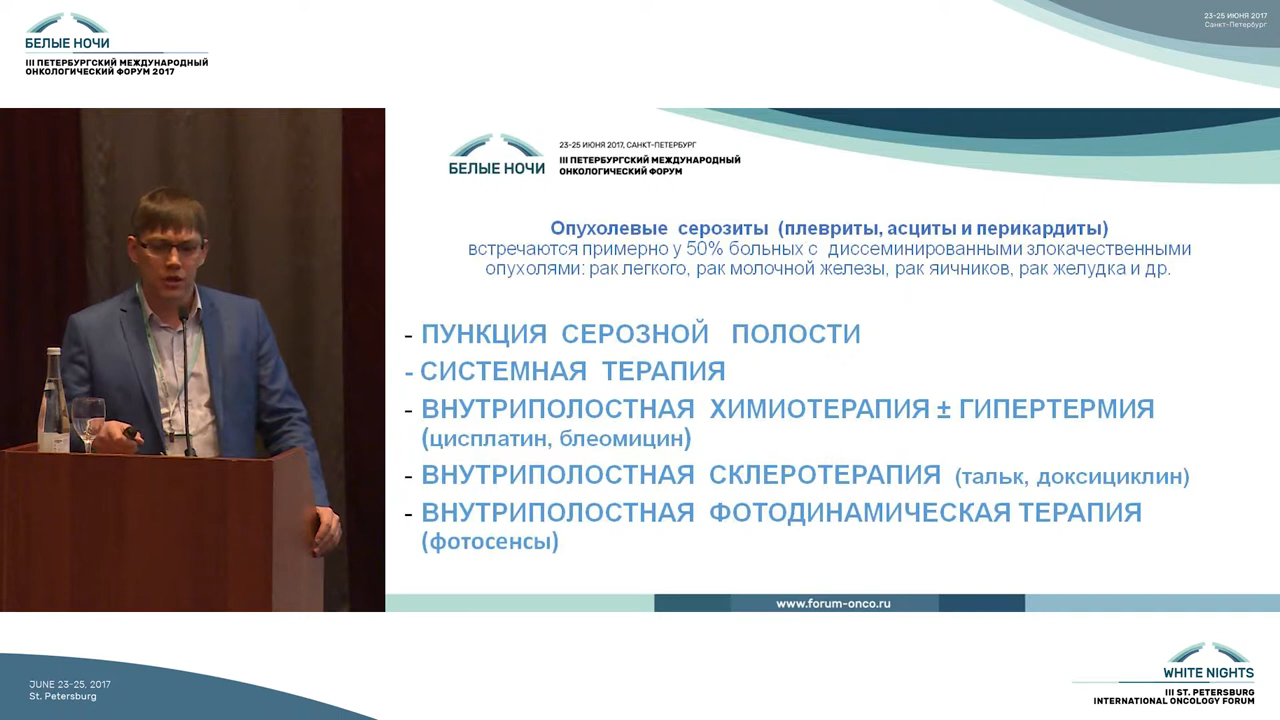 БЕЛЫЕ НОЧИ
III ПЕТЕРБУРГСКИЙ МЕЖДУНАРОДНЫЙ
ОНКОЛОГИЧЕСКИЙ ФОРУМ 2017
23-25 ИЮНЯ 2017
Санкт-Петербург
БЕЛЫЕ НОЧИ
23-25 ИЮНЯ 2017, САНКТ-ПЕТЕРБУРГ
III ПЕТЕРБУРГСКИЙ МЕЖДУНАРОДНЫЙ
ОНКОЛОГИЧЕСКИЙ ФОРУМ
Опухолевые серозиты (плевриты, асциты и перикардиты)
встречаются примерно у 50% больных с диссеминированными злокачественными
опухолями: рак легкого, рак молочной железы, рак яичников, рак желудка и др.
- ПУНКЦИЯ СЕРОЗНОЙ ПОЛОСТИ
- СИСТЕМНАЯ ТЕРАПИЯ
- ВНУТРИПОЛОСТНАЯ ХИМИОТЕРАПИЯ ± ГИПЕРТЕРМИЯ
(цисплатин, блеомицин)
- ВНУТРИПОЛОСТНАЯ СКЛЕРОТЕРАПИЯ (тальк, доксициклин)
- ВНУТРИПОЛОСТНАЯ ФОТОДИНАМИЧЕСКАЯ ТЕРАПИЯ
(фотосенсы)
www.forum-onco.ru
JUNE 23-25, 2017
St. Petersburg
WHITE NIGHTS
III ST. PETERSBURG
INTERNATIONAL ONCOLOGY FORUM